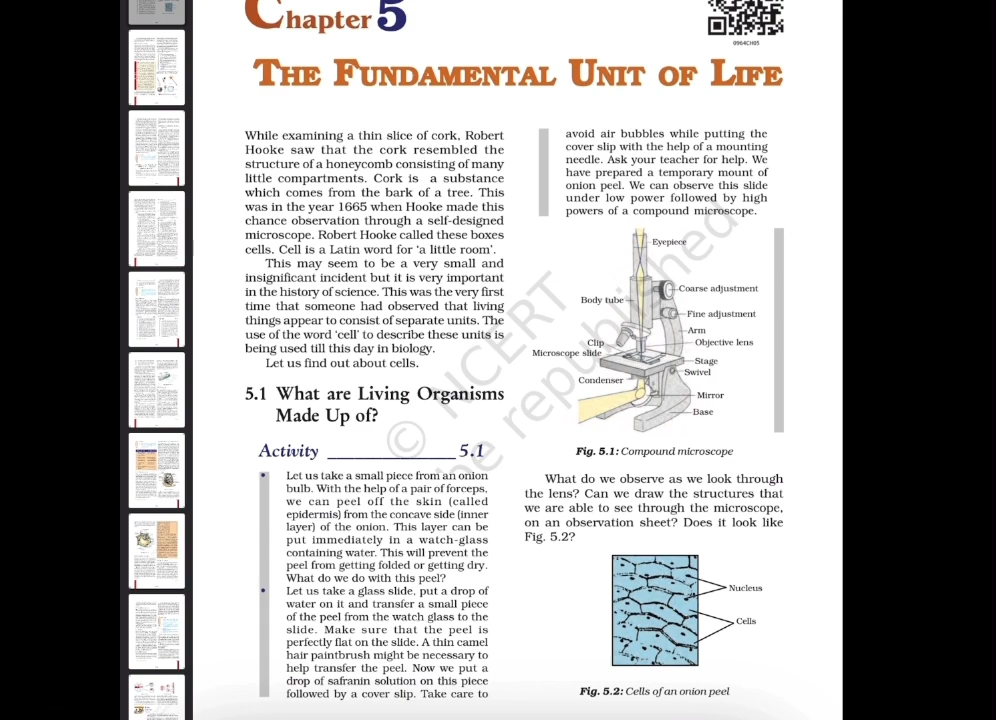 Chapter 5
0964CH05
THE FUNDAMENTAL UNIT OF LIFE
While examining a thin slice of cork, Robert
Hooke saw that the cork resembled the
structure of a honeycomb consisting of many
little compartments. Cork is a substance
which comes from the bark of a tree. This
was in the year 1665 when Hooke made this
chance observation through a self-designed
microscope. Robert Hooke called these boxes
cells. Cell is a Latin word for ‘a little room’.
This may seem to be a very small and
insignificant incident but it is very important
in the history of science. This was the very first
time that someone had observed that living
things appear to consist of separate units. The
use of the word ‘cell’ to describe these units is
being used till this day in biology.
Let us find out about cells.
5.1 What are Living Organisms
Made Up of?
Activity ______________ 5.1
• Let us take a small piece from an onion
bulb. With the help of a pair of forceps,
we can peel off the skin (called
epidermis) from the concave side (inner
layer) of the onion. This layer can be
put immediately in a watch-glass
containing water. This will prevent the
peel from getting folded or getting dry.
What do we do with this peel?
• Let us take a glass slide, put a drop of
water on it and transfer a small piece
of the peel from the watch glass to the
slide. Make sure that the peel is
perfectly flat on the slide. A thin camel
hair paintbrush might be necessary to
help transfer the peel. Now we put a
drop of safranin solution on this piece
followed by a cover slip. Take care to
avoid air bubbles while putting the
cover slip with the help of a mounting
needle. Ask your teacher for help. We
have prepared a temporary mount of
onion peel. We can observe this slide
under low power followed by high
powers of a compound microscope.
Eyepiece
Coarse adjustment
Body tube
Fine adjustment
Arm
Clip
Objective lens
Microscope slide
Stage
Swivel
Condenser
Mirror
Base
Fig. 5.1: Compound microscope
What do we observe as we look through
the lens? Can we draw the structures that
we are able to see through the microscope,
on an observation sheet? Does it look like
Fig. 5.2?
Nucleus
Cells
Fig. 5.2: Cells of an onion peel
© NCERT
be republished